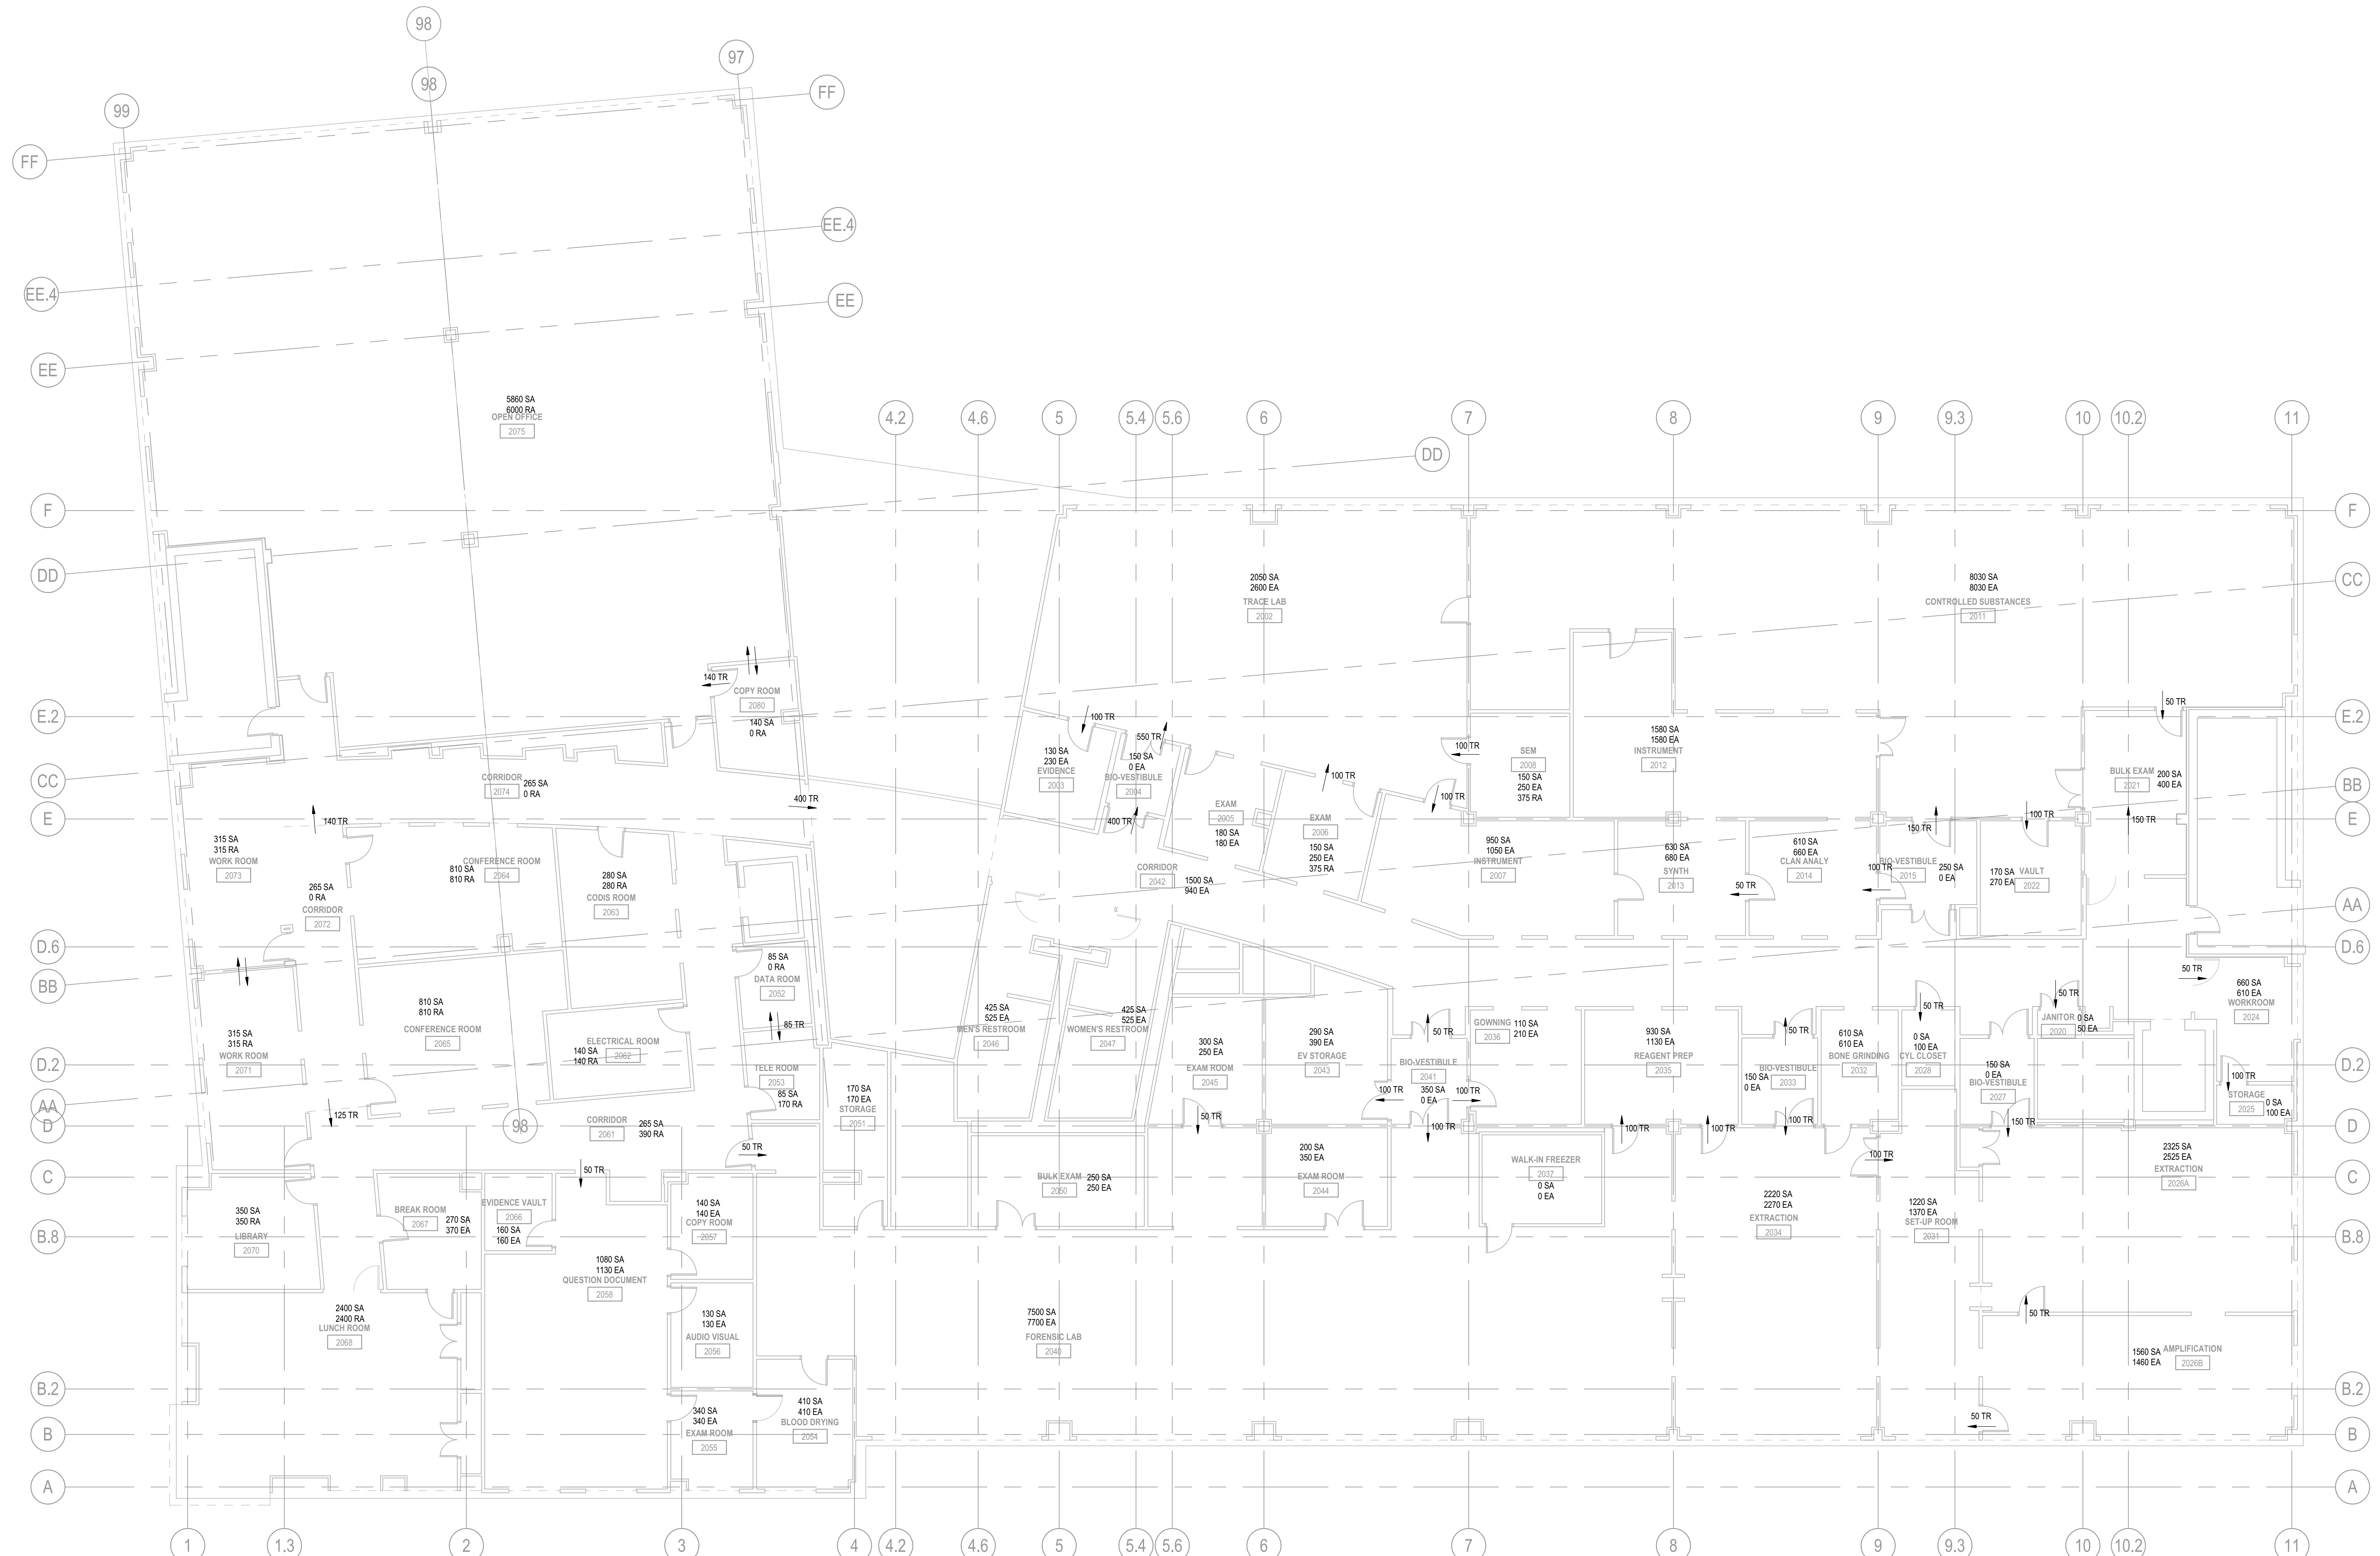 98
98
97
99
FF
FF
EE.4
EE.4
EE
EE
5860 SA
6000 RA
OPEN OFFICE
2075
4.2
4.6
5
5.4
5.6
6
7
8
9
9.3
10
10.2
11
DD
F
F
DD
CC
2050 SA
2600 EA
TRACE LAB
2002
8030 SA
8030 EA
CONTROLLED SUBSTANCES
2011
140 TR
COPY ROOM
2080
140 SA
0 RA
E.2
E.2
50 TR
100 TR
550 TR
130 SA
230 EA
EVIDENCE
2003
150 SA
0 EA
BIO-VESTIBULE
2004
400 TR
100 TR
SEM
2008
150 SA
250 EA
375 RA
1580 SA
1580 EA
INSTRUMENT
2012
BULK EXAM
2021
200 SA
400 EA
CC
CORRIDOR
2074
265 SA
0 RA
400 TR
100 TR
100 TR
BB
E
E
140 TR
EXAM
2005
180 SA
180 EA
EXAM
2006
150 SA
250 EA
375 RA
150 TR
100 TR
150 TR
315 SA
315 RA
WORK ROOM
2073
810 SA
810 RA
CONFERENCE ROOM
2064
280 SA
280 RA
CODIS ROOM
2063
CORRIDOR
2042
1500 SA
940 EA
950 SA
1050 EA
INSTRUMENT
2007
630 SA
680 EA
SYNTH
2013
50 TR
610 SA
660 EA
CLAN ANALY
2014
100 TR
BIO-VESTIBULE
2015
250 SA
0 EA
170 SA
270 EA
VAULT
2022
265 SA
0 RA
CORRIDOR
2072
AA
D.6
D.6
BB
85 SA
0 RA
DATA ROOM
2052
50 TR
660 SA
610 EA
WORKROOM
2024
810 SA
810 RA
CONFERENCE ROOM
2065
315 SA
315 RA
WORK ROOM
2071
140 SA
140 RA
ELECTRICAL ROOM
2062
85 TR
425 SA
525 EA
MEN'S RESTROOM
2046
425 SA
525 EA
WOMEN'S RESTROOM
2047
300 SA
250 EA
EXAM ROOM
2045
290 SA
390 EA
EV STORAGE
2043
50 TR
GOWNING
2036
110 SA
210 EA
930 SA
1130 EA
REAGENT PREP
2035
50 TR
610 SA
610 EA
BONE GRINDING
2032
50 TR
0 SA
100 EA
CYL CLOSET
2028
50 TR
JANITOR
2020
0 SA
50 EA
D.2
D.2
TELE ROOM
2053
85 SA
170 RA
170 SA
170 EA
STORAGE
2051
BIO-VESTIBULE
2041
350 SA
0 EA
100 TR
100 TR
BIO-VESTIBULE
2033
150 SA
0 EA
150 SA
0 EA
BIO-VESTIBULE
2027
100 TR
STORAGE
2025
0 SA
100 EA
AA
D
D
125 TR
98
CORRIDOR
2061
265 SA
390 RA
50 TR
50 TR
100 TR
100 TR
100 TR
100 TR
150 TR
50 TR
C
C
BULK EXAM
2050
250 SA
250 EA
200 SA
350 EA
EXAM ROOM
2044
WALK-IN FREEZER
2037
0 SA
0 EA
100 TR
2325 SA
2525 EA
EXTRACTION
2026A
350 SA
350 RA
LIBRARY
2070
BREAK ROOM
2067
270 SA
370 EA
EVIDENCE VAULT
2066
160 SA
160 EA
140 SA
140 EA
COPY ROOM
2057
2220 SA
2270 EA
EXTRACTION
2034
1220 SA
1370 EA
SET-UP ROOM
2031
B.8
B.8
1080 SA
1130 EA
QUESTION DOCUMENT
2058
2400 SA
2400 RA
LUNCH ROOM
2068
130 SA
130 EA
AUDIO VISUAL
2056
7500 SA
7700 EA
FORENSIC LAB
2040
50 TR
1560 SA
1460 EA
AMPLIFICATION
2026B
B.2
B.2
340 SA
340 EA
EXAM ROOM
2055
410 SA
410 EA
BLOOD DRYING
2054
50 TR
B
B
A
A
1
1.3
2
3
4
4.2
4.6
5
5.4
5.6
6
7
8
9
9.3
10
10.2
11